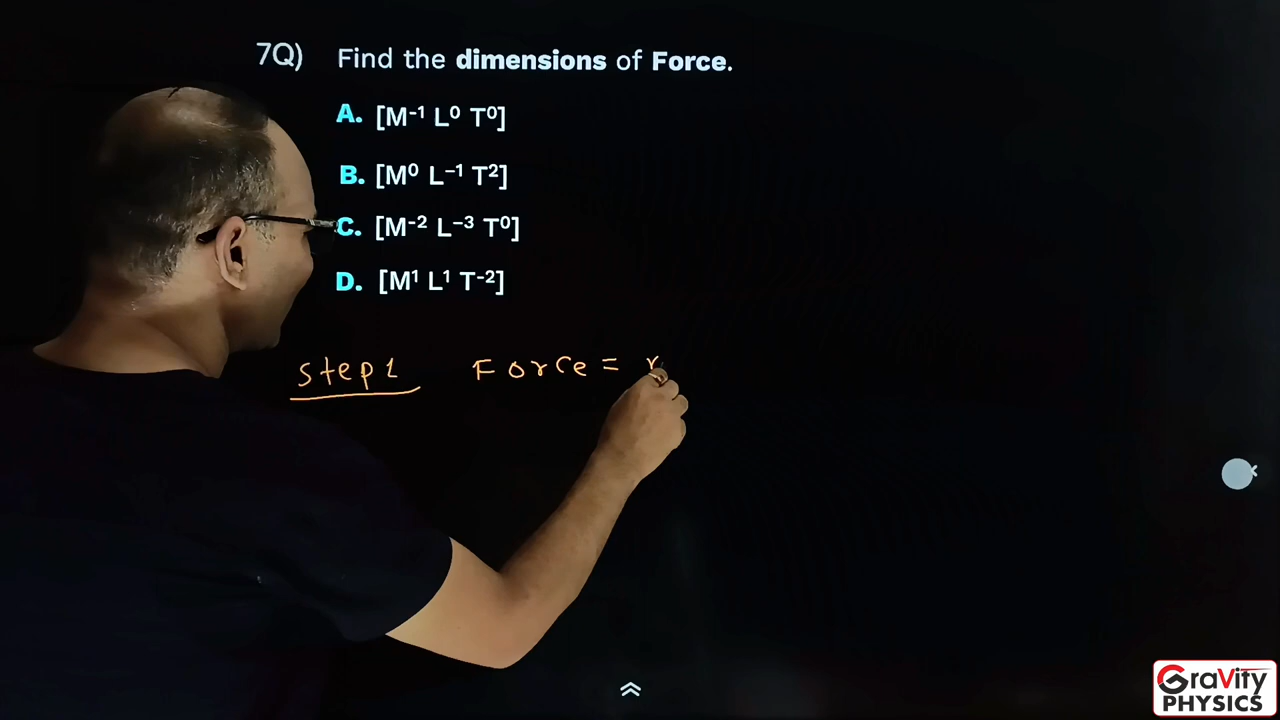 7Q) Find the dimensions of Force.
A. [M⁻¹ L⁰ T⁰]
B. [M⁰ L⁻¹ T²]
C. [M⁻² L⁻³ T⁰]
D. [M¹ L¹ T⁻²]
Step1 Force =
GraVity
PHYSICS